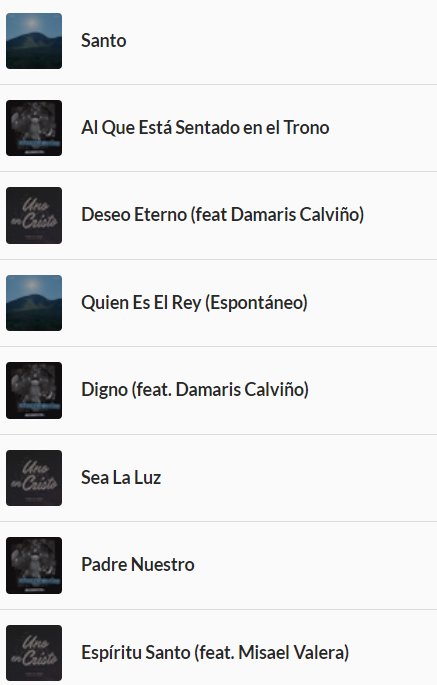 Santo
Al Que Está Sentado en el Trono
Uno
en Cristo
Deseo Eterno (feat Damaris Calviño)
Quien Es El Rey (Espontáneo)
Digno (feat. Damaris Calviño)
Uno
en Cristo
Sea La Luz
Padre Nuestro
Uno
en Cristo
Espíritu Santo (feat. Misael Valera)